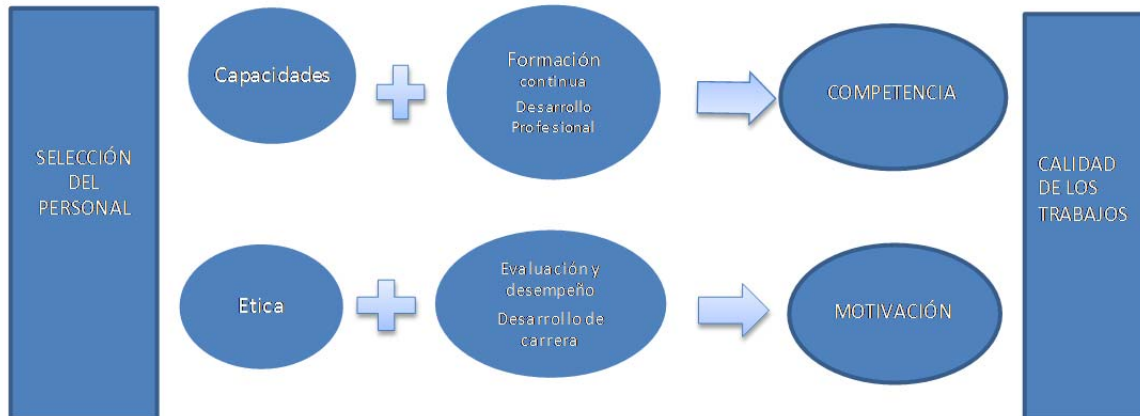 SELECCIÓN
DEL
PERSONAL
Capacidades
Formación
continua
Desarrollo
Profesional
COMPETENCIA
Etica
Evaluación y
desempeño
Desarrollo de
carrera
MOTIVACIÓN
CALIDAD
DE LOS
TRABAJOS